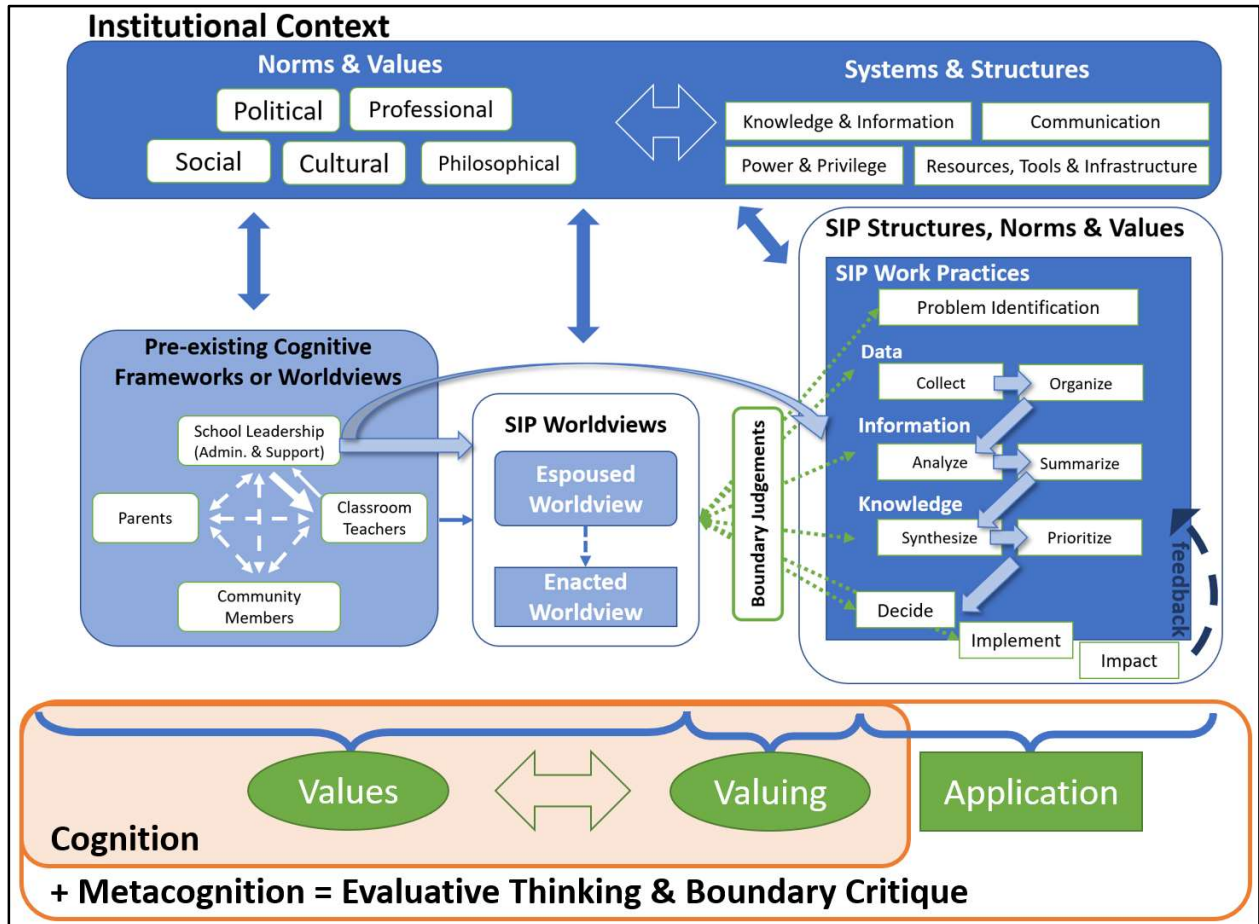 Institutional Context
Norms & Values
Political
Professional
Social
Cultural
Philosophical
Systems & Structures
Knowledge & Information
Communication
Power & Privilege
Resources, Tools & Infrastructure
Pre-existing Cognitive
Frameworks or Worldviews
School Leadership
(Admin. & Support)
Parents
Classroom
Teachers
Community
Members
SIP Worldviews
Espoused
Worldview
Enacted
Worldview
Boundary Judgements
SIP Structures, Norms & Values
SIP Work Practices
Problem Identification
Data
Collect
Organize
Information
Analyze
Summarize
Knowledge
Synthesize
Prioritize
Decide
Implement
Impact
feedback
Values
Valuing
Application
Cognition
+ Metacognition = Evaluative Thinking & Boundary Critique